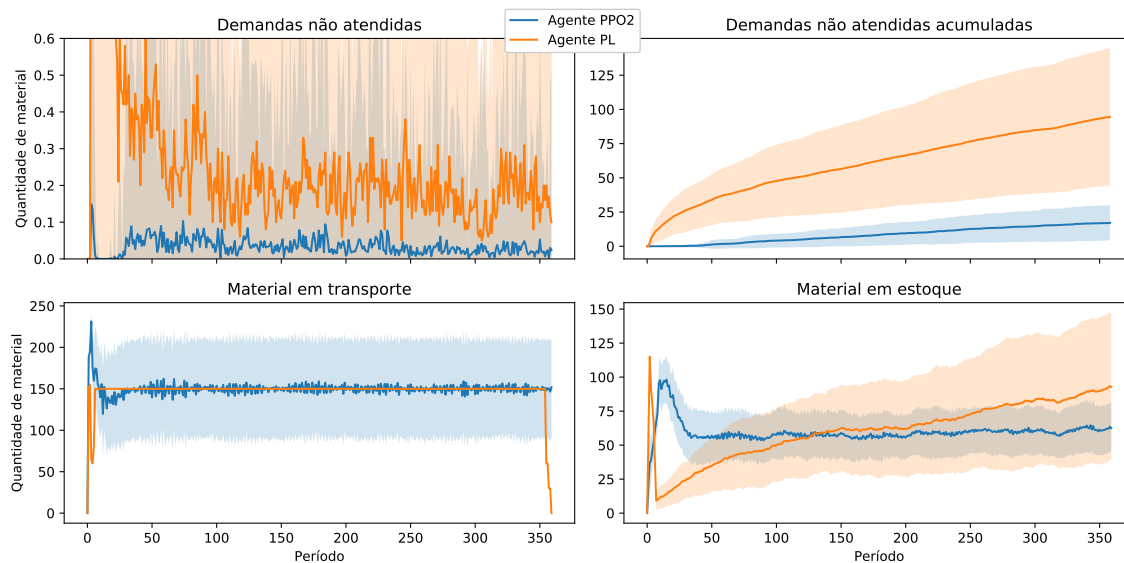 Demandas não atendidas
Demandas não atendidas acumuladas
Agente PPO2
Agente PL
Quantidade de material
0.6
0.5
0.4
0.3
0.2
0.1
0.0
125
100
75
50
25
0
Material em transporte
Material em estoque
Quantidade de material
250
200
150
100
50
0
0 50 100 150 200 250 300 350
Período
150
125
100
75
50
25
0
0 50 100 150 200 250 300 350
Período